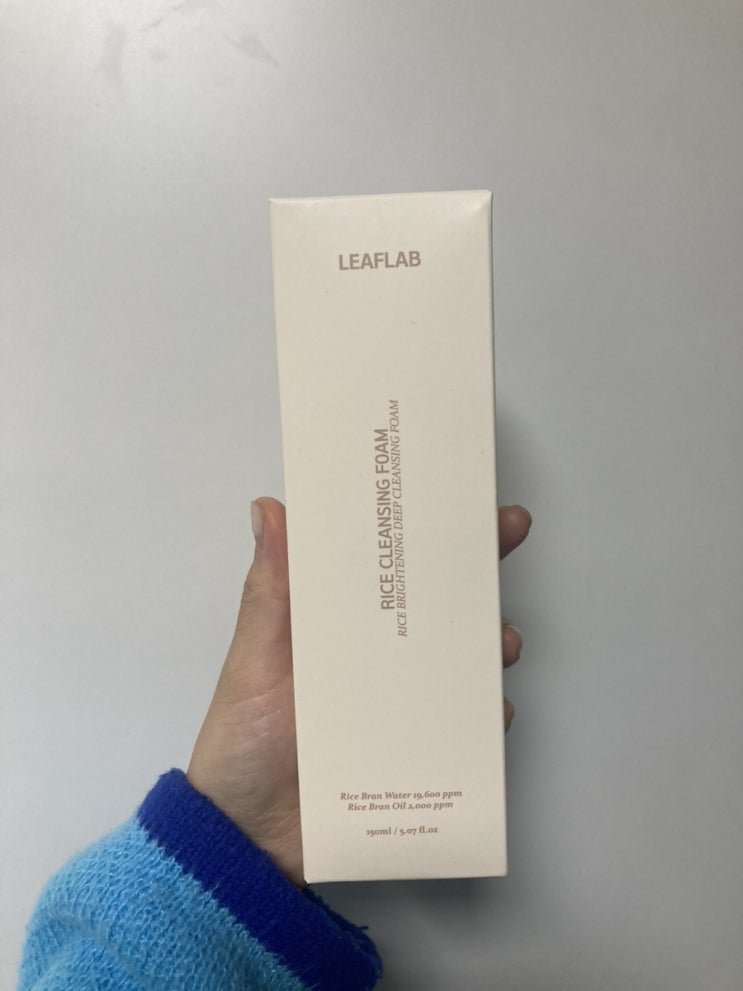 LEAFLAB
RICE CLEANSING FOAM
RICE BRIGHTENING DEEP CLEANSING FOAM
Rice Bran Water 19,600 ppm
Rice Bran Oil 2,000 ppm
150ml / 5.07 fl.oz